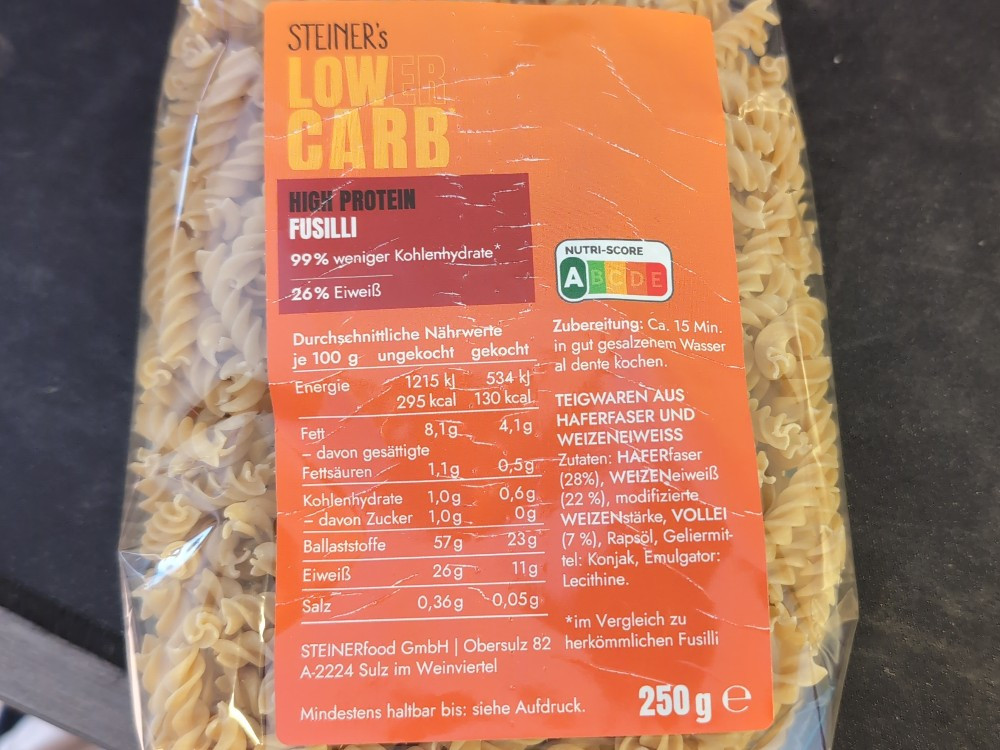 STEINER's
LOWER
CARB*
HIGH PROTEIN
FUSILLI
99% weniger Kohlenhydrate*
26% Eiweiß
NUTRI-SCORE
A B C D E
Durchschnittliche Nährwerte
je 100 g ungekocht gekocht
Energie 1215 kJ 534 kJ
295 kcal 130 kcal
Fett 8,1g 4,1g
– davon gesättigte
Fettsäuren 1,1g 0,5g
Kohlenhydrate 1,0g 0,6g
– davon Zucker 1,0g 0g
Ballaststoffe 57g 23g
Eiweiß 26g 11g
Salz 0,36g 0,05g
STEINERfood GmbH | Obersulz 82
A-2224 Sulz im Weinviertel
Mindestens haltbar bis: siehe Aufdruck.
Zubereitung: Ca. 15 Min.
in gut gesalzenem Wasser
al dente kochen.
TEIGWAREN AUS
HAFERFASER UND
WEIZENEIWEISS
Zutaten: HAFERfaser
(28%), WEIZENeiweiß
(22 %), modifizierte
WEIZENstärke, VOLLEI
(7 %), Rapsöl, Geliermit-
tel: Konjak, Emulgator:
Lecithine.
*im Vergleich zu
herkömmlichen Fusilli
250 g e